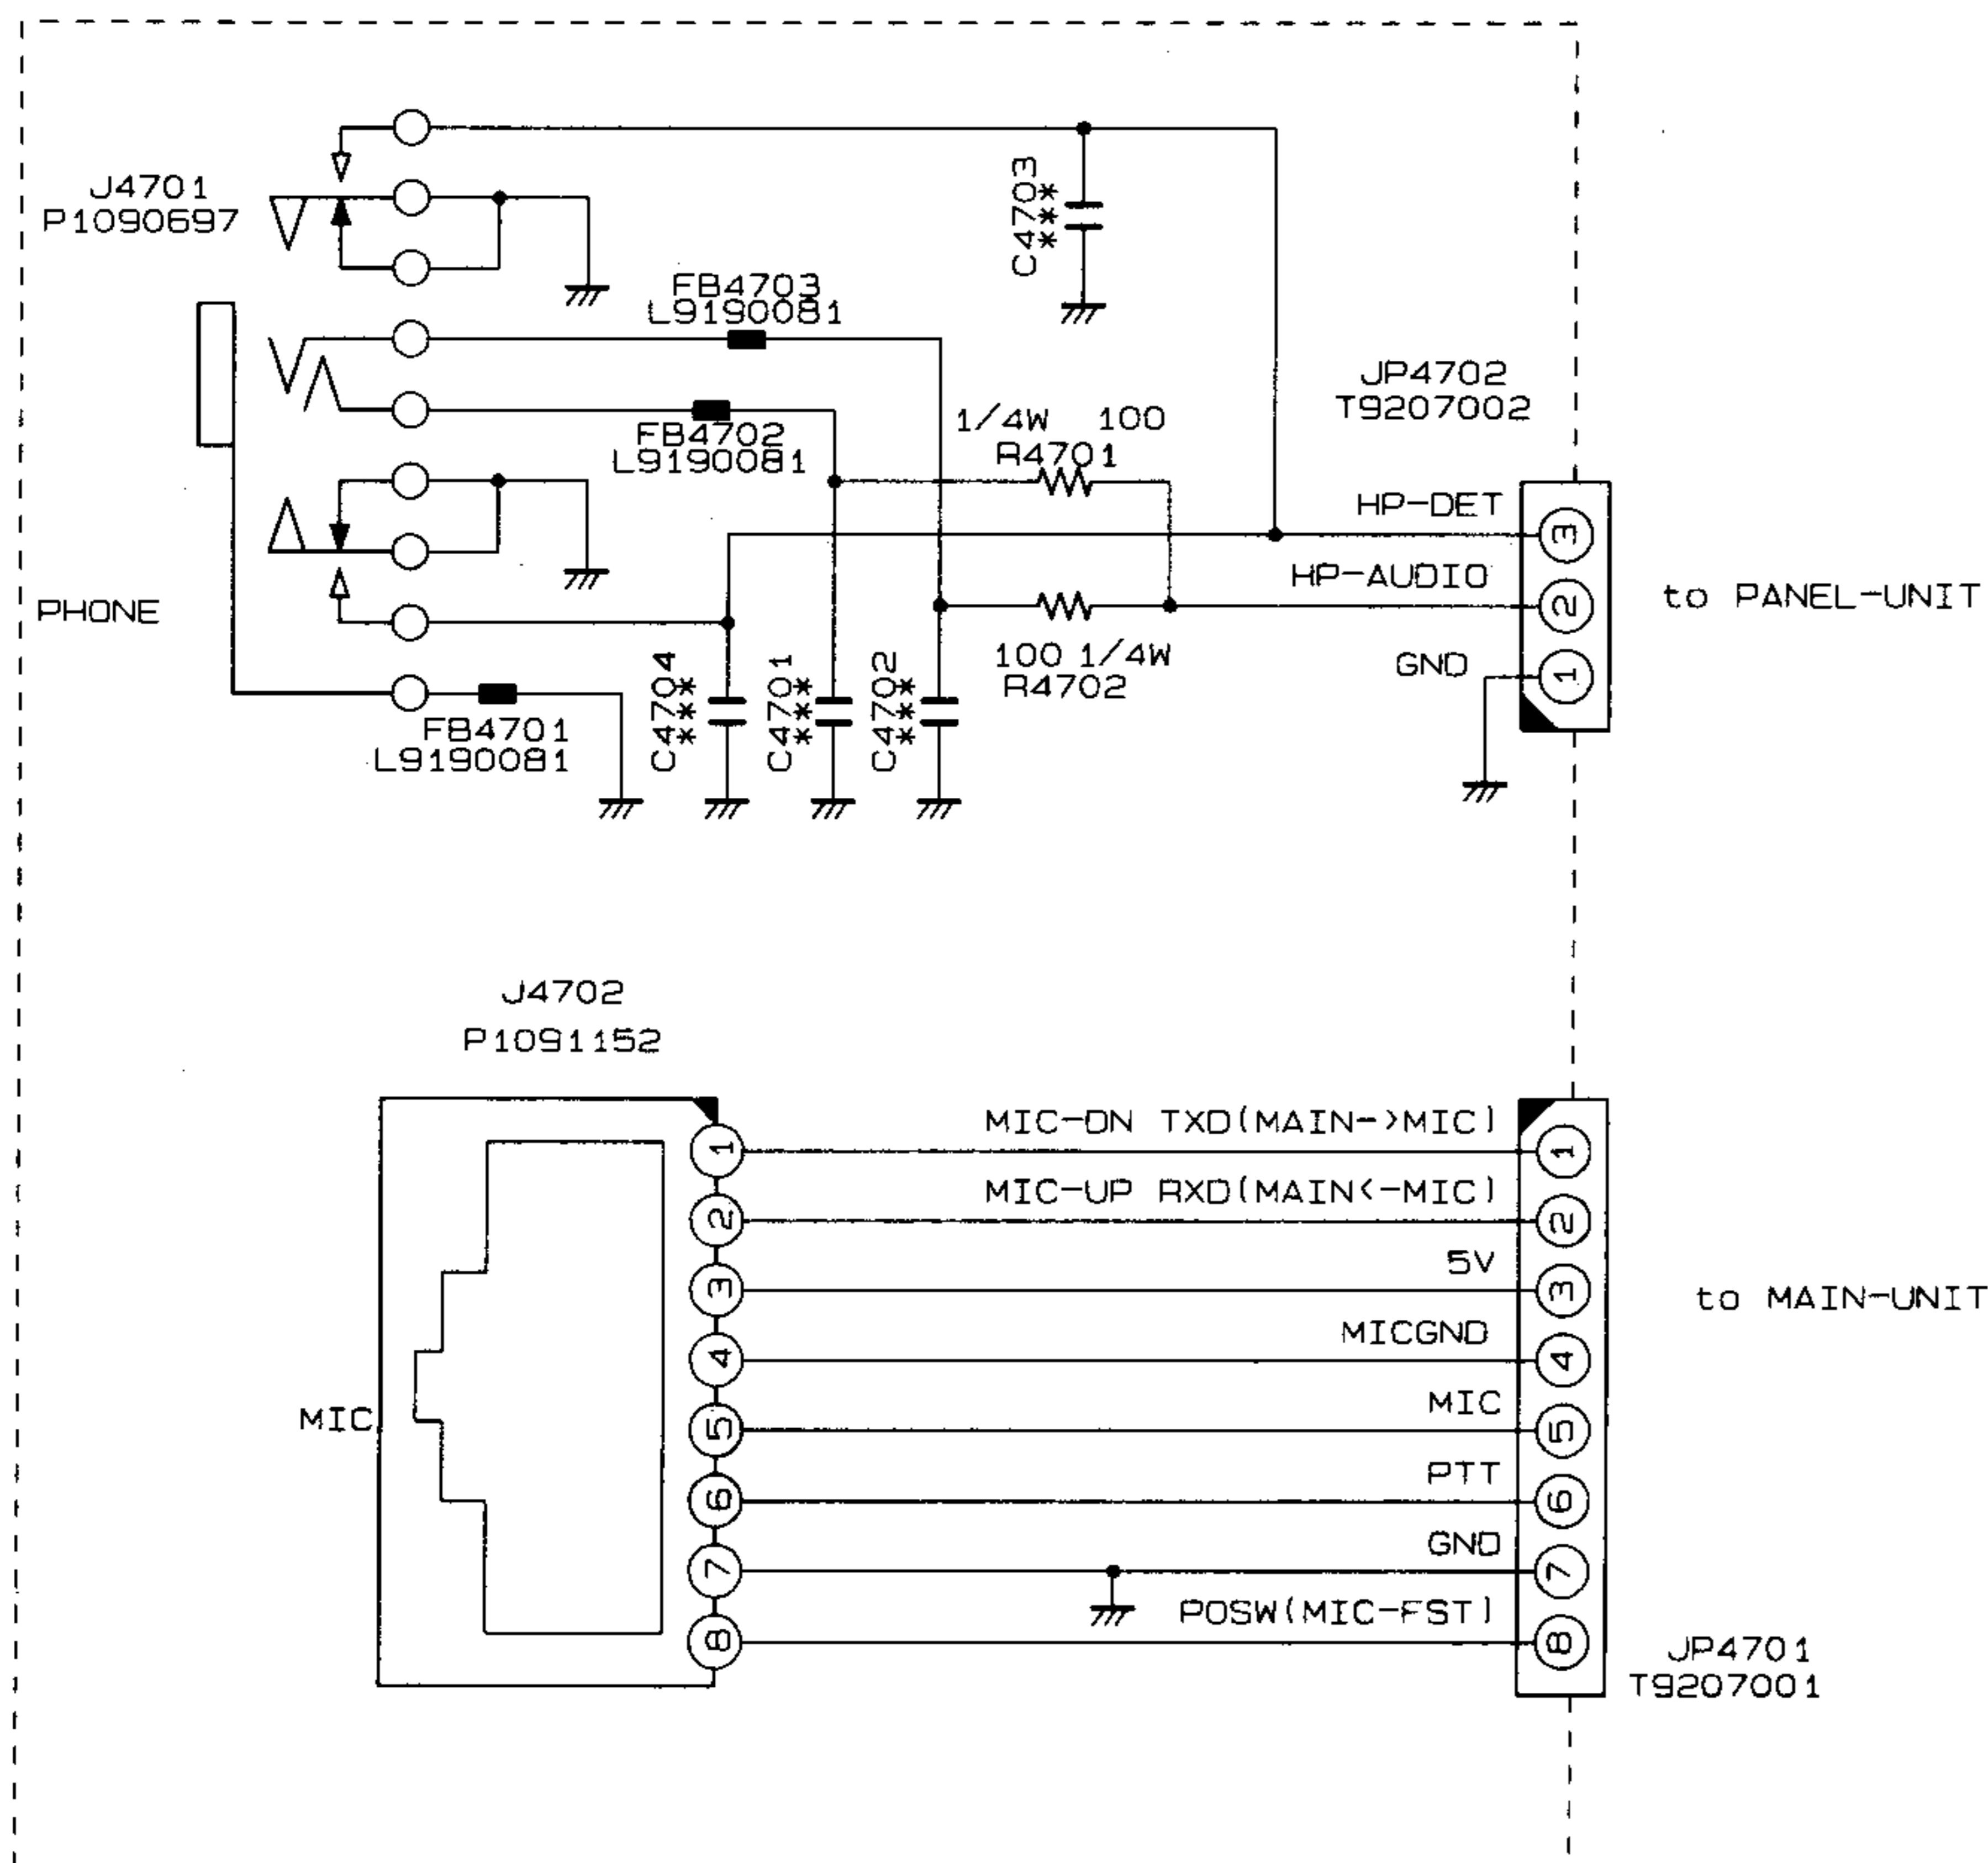 J4701
P1090697
C4703
***
FB4703
L9190081
JP4702
T9207002
1/4W 100
R4701
FB4702
L9190081
HP-DET
3
HP-AUDIO
2
to PANEL-UNIT
PHONE
GND
1
100 1/4W
R4702
C4704
***
C4701
***
C4702
***
FB4701
L9190081
J4702
P1091152
1 MIC-DN TXD(MAIN->MIC) 1
2 MIC-UP RXD(MAIN<-MIC) 2
3 5V 3
to MAIN-UNIT
4 MICGND 4
MIC
5 MIC 5
6 PTT 6
7 GND 7
8 POSW(MIC-FST) 8
JP4701
T9207001